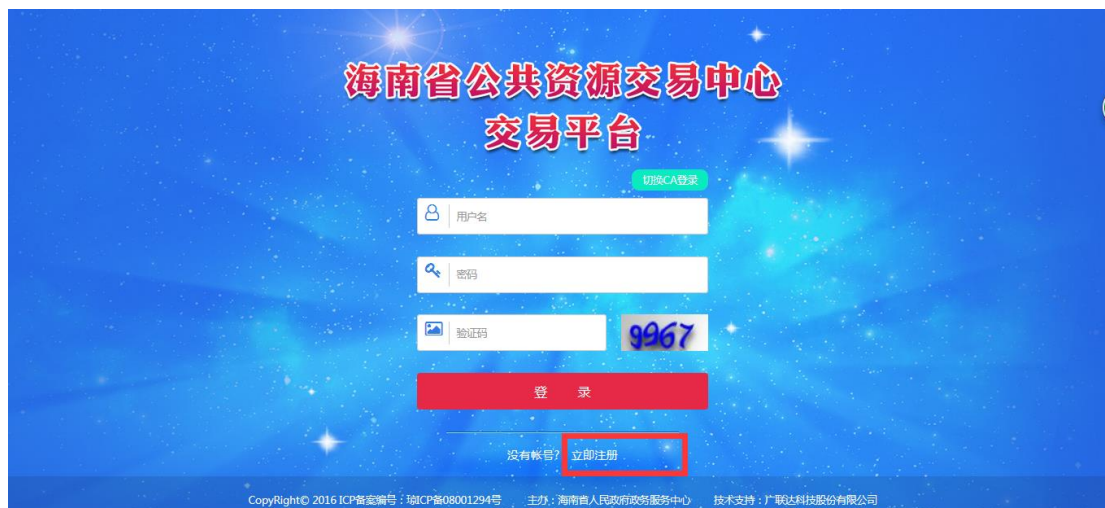 海南省公共资源交易中心
交易平台
切换CA登录
用户名
密码
验证码 9967
登 录
没有帐号? 立即注册
CopyRight© 2016 ICP备案编号：琼ICP备08001294号 主办：海南省人民政府政务服务中心 技术支持：广联达科技股份有限公司